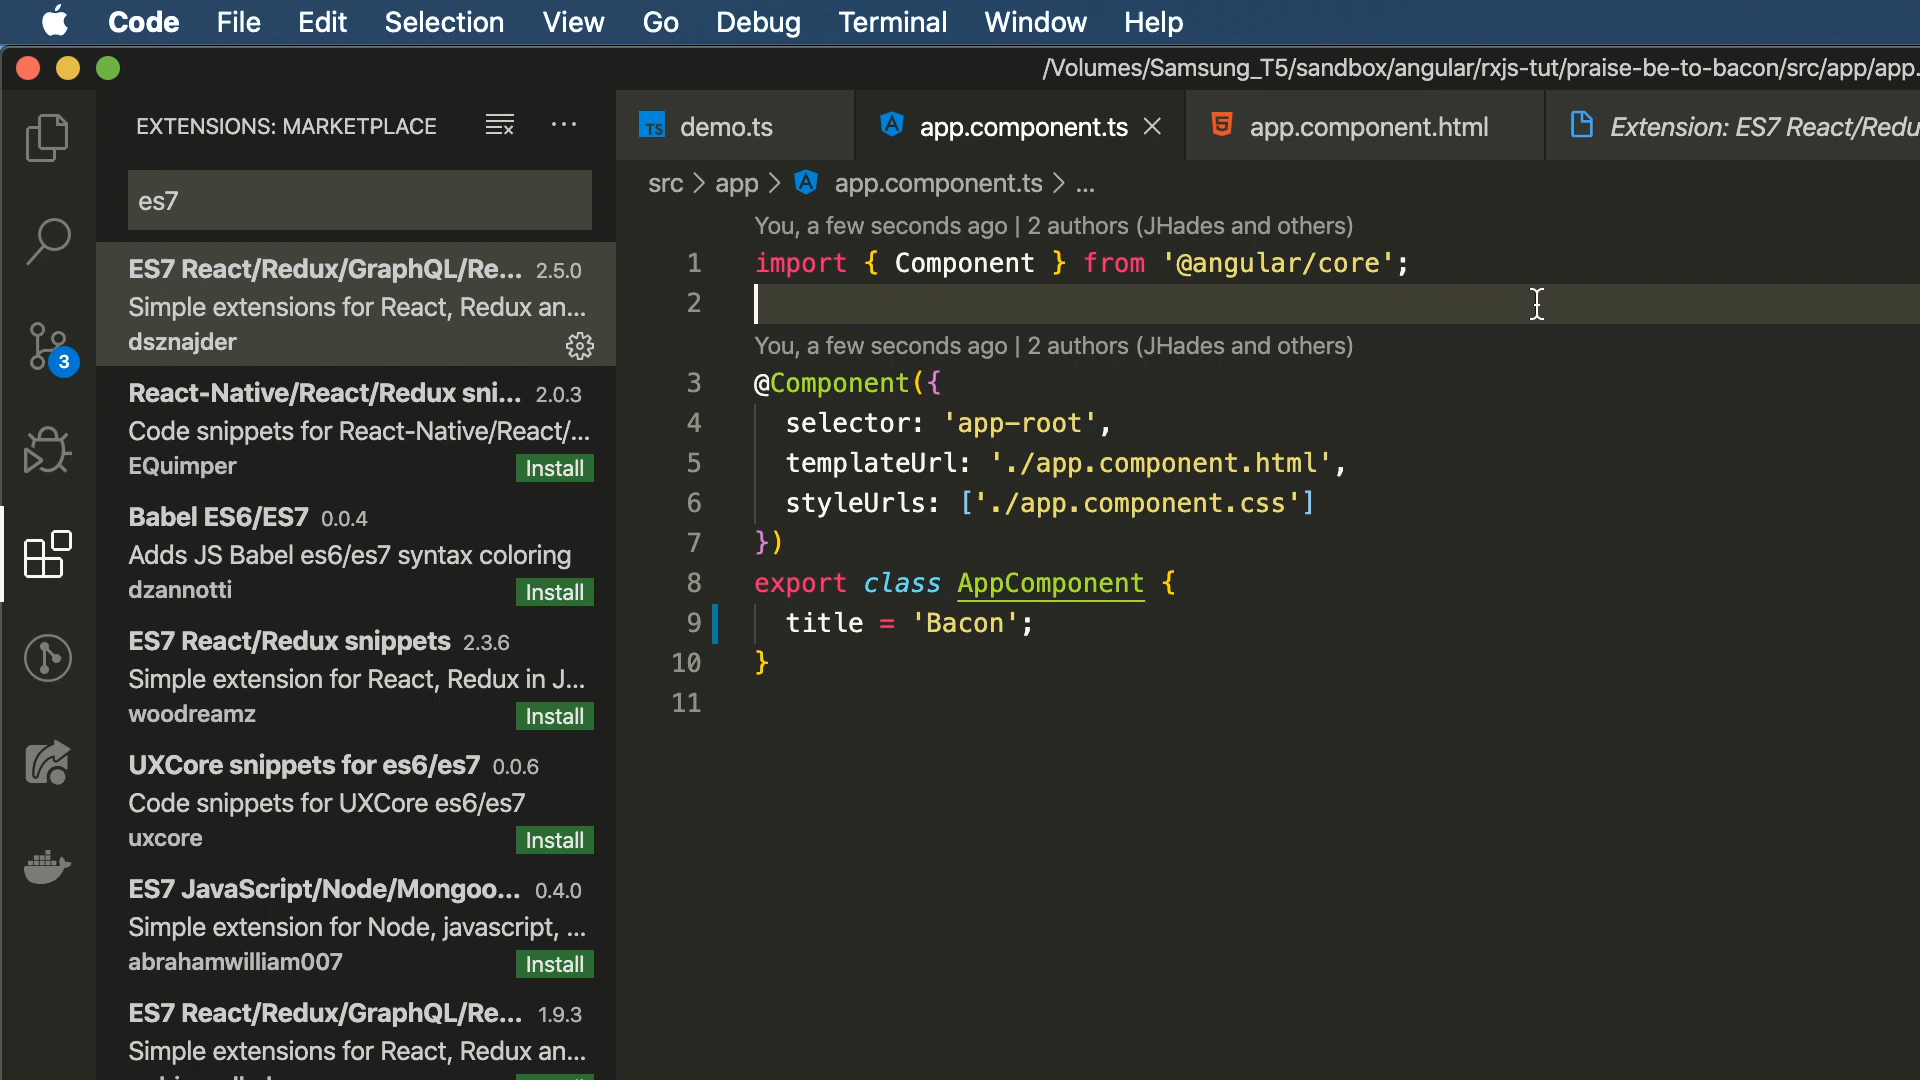 Code File Edit Selection View Go Debug Terminal Window Help
/Volumes/Samsung_T5/sandbox/angular/rxjs-tut/praise-be-to-bacon/src/app/app.
EXTENSIONS: MARKETPLACE ...
es7
ES7 React/Redux/GraphQL/Re... 2.5.0
Simple extensions for React, Redux an...
dsznajder
React-Native/React/Redux sni... 2.0.3
Code snippets for React-Native/React/...
EQuimper Install
Babel ES6/ES7 0.0.4
Adds JS Babel es6/es7 syntax coloring
dzannotti Install
ES7 React/Redux snippets 2.3.6
Simple extension for React, Redux in J...
woodreamz Install
UXCore snippets for es6/es7 0.0.6
Code snippets for UXCore es6/es7
uxcore Install
ES7 JavaScript/Node/Mongoo... 0.4.0
Simple extension for Node, javascript, ...
abrahamwilliam007 Install
ES7 React/Redux/GraphQL/Re... 1.9.3
Simple extensions for React, Redux an...
3
TS demo.ts app.component.ts app.component.html Extension: ES7 React/Redu
src > app > app.component.ts > ...
You, a few seconds ago | 2 authors (JHades and others)
1 import { Component } from '@angular/core';
2
You, a few seconds ago | 2 authors (JHades and others)
3 @Component({
4 selector: 'app-root',
5 templateUrl: './app.component.html',
6 styleUrls: ['./app.component.css']
7 })
8 export class AppComponent {
9 title = 'Bacon';
10 }
11